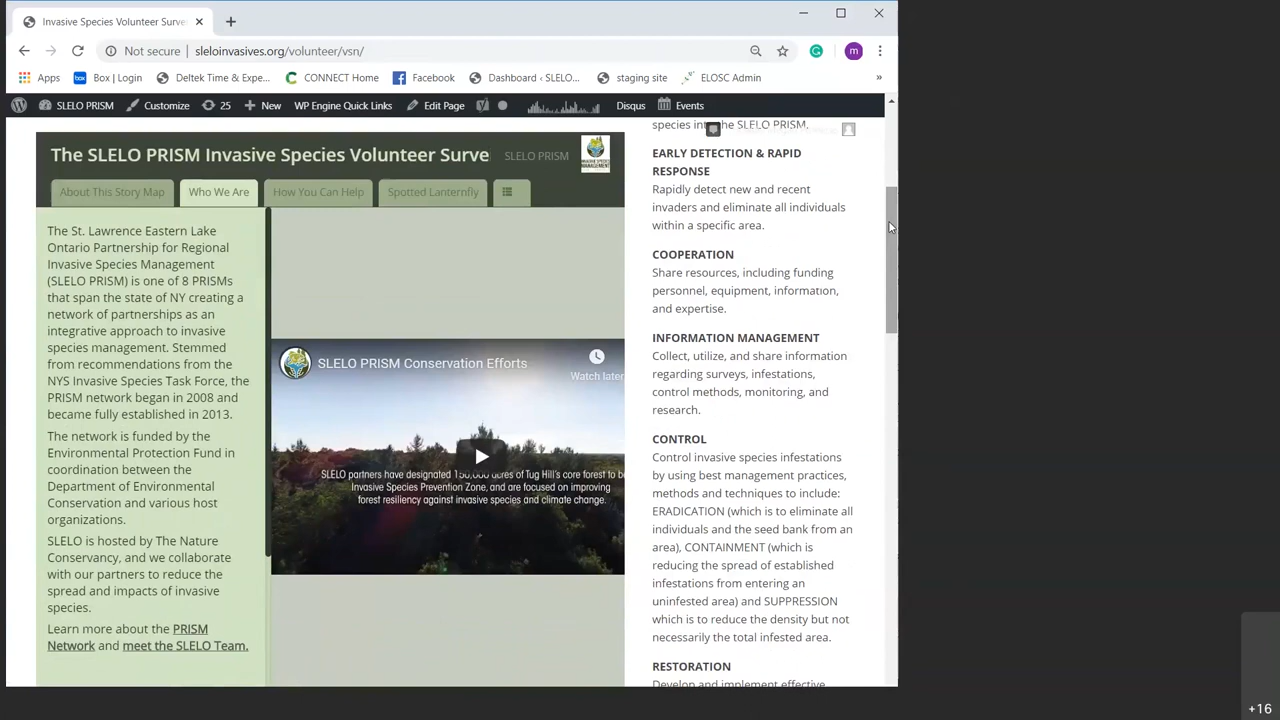 Invasive Species Volunteer Surve
Not secure
sleloinvasives.org/volunteer/vsn/
m
Apps
box
Box | Login
Deltek Time & Expe...
CONNECT Home
Facebook
Dashboard ‹ SLELO...
staging site
ELOSC Admin
»
SLELO PRISM
Customize
25
New
WP Engine Quick Links
Edit Page
Disqus
Events
The SLELO PRISM Invasive Species Volunteer Surve
SLELO PRISM
About This Story Map
Who We Are
How You Can Help
Spotted Lanternfly
The St. Lawrence Eastern Lake
Ontario Partnership for Regional
Invasive Species Management
(SLELO PRISM) is one of 8 PRISMs
that span the state of NY creating a
network of partnerships as an
integrative approach to invasive
species management. Stemmed
from recommendations from the
NYS Invasive Species Task Force, the
PRISM network began in 2008 and
became fully established in 2013.
The network is funded by the
Environmental Protection Fund in
coordination between the
Department of Environmental
Conservation and various host
organizations.
SLELO is hosted by The Nature
Conservancy, and we collaborate
with our partners to reduce the
spread and impacts of invasive
species.
Learn more about the PRISM
Network and meet the SLELO Team.
SLELO PRISM Conservation Efforts
Watch later
SLELO partners have designated 150,000 acres of Tug Hill's core forest to b
Invasive Species Prevention Zone, and are focused on improving
forest resiliency against invasive species and climate change.
species into the SLELO PRISM.
EARLY DETECTION & RAPID
RESPONSE
Rapidly detect new and recent
invaders and eliminate all individuals
within a specific area.
COOPERATION
Share resources, including funding
personnel, equipment, information,
and expertise.
INFORMATION MANAGEMENT
Collect, utilize, and share information
regarding surveys, infestations,
control methods, monitoring, and
research.
CONTROL
Control invasive species infestations
by using best management practices,
methods and techniques to include:
ERADICATION (which is to eliminate all
individuals and the seed bank from an
area), CONTAINMENT (which is
reducing the spread of established
infestations from entering an
uninfested area) and SUPPRESSION
which is to reduce the density but not
necessarily the total infested area.
RESTORATION
Develop and implement effective
+16